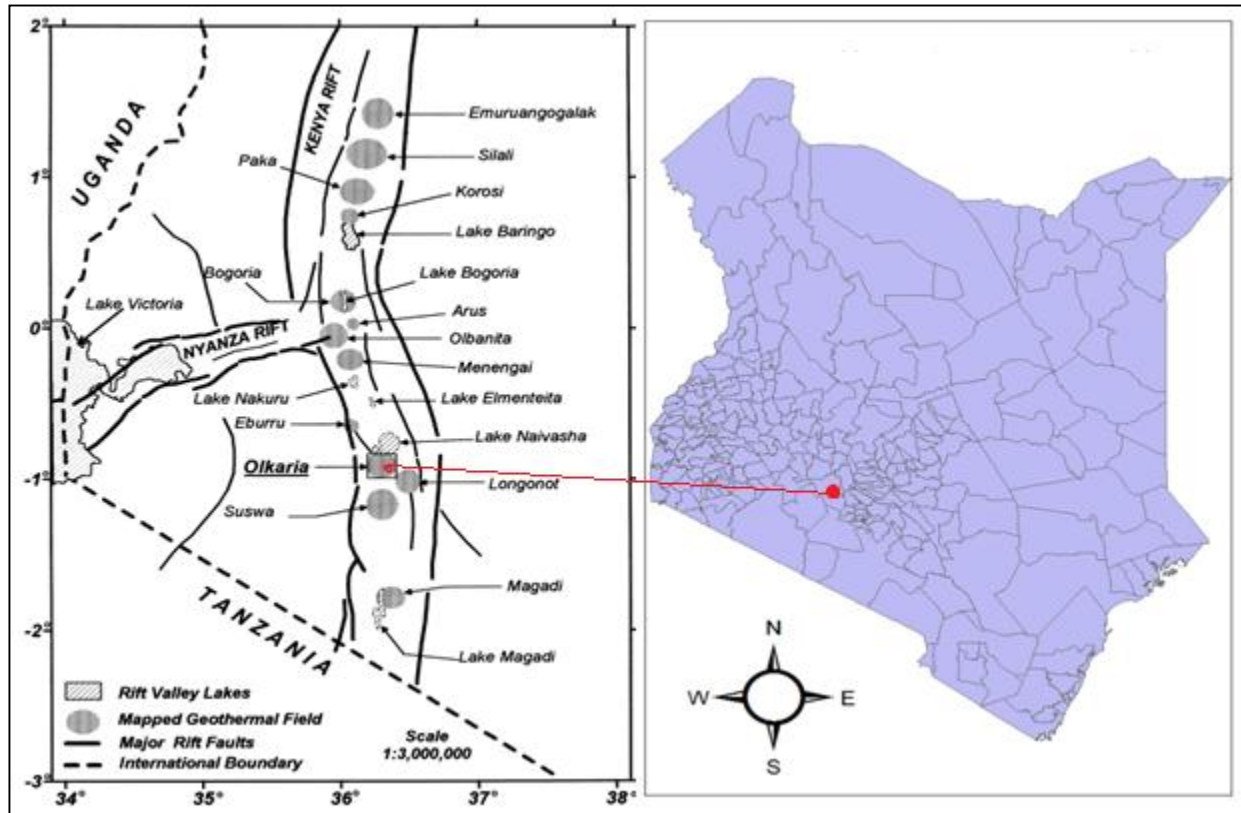 2°
1°
0°
-1°
-2°
-3°
34°
35°
36°
37°
38°
UGANDA
KENYA RIFT
Emuruangogalak
Silali
Paka
Korosi
Lake Baringo
Bogoria
Lake Bogoria
Lake Victoria
Arus
NYANZA RIFT
Olbanita
Menengai
Lake Nakuru
Lake Elmenteita
Eburru
Lake Naivasha
Olkaria
Longonot
Suswa
Magadi
TANZANIA
Lake Magadi
Rift Valley Lakes
Mapped Geothermal Field
Major Rift Faults
International Boundary
Scale
1:3,000,000
N
W
E
S